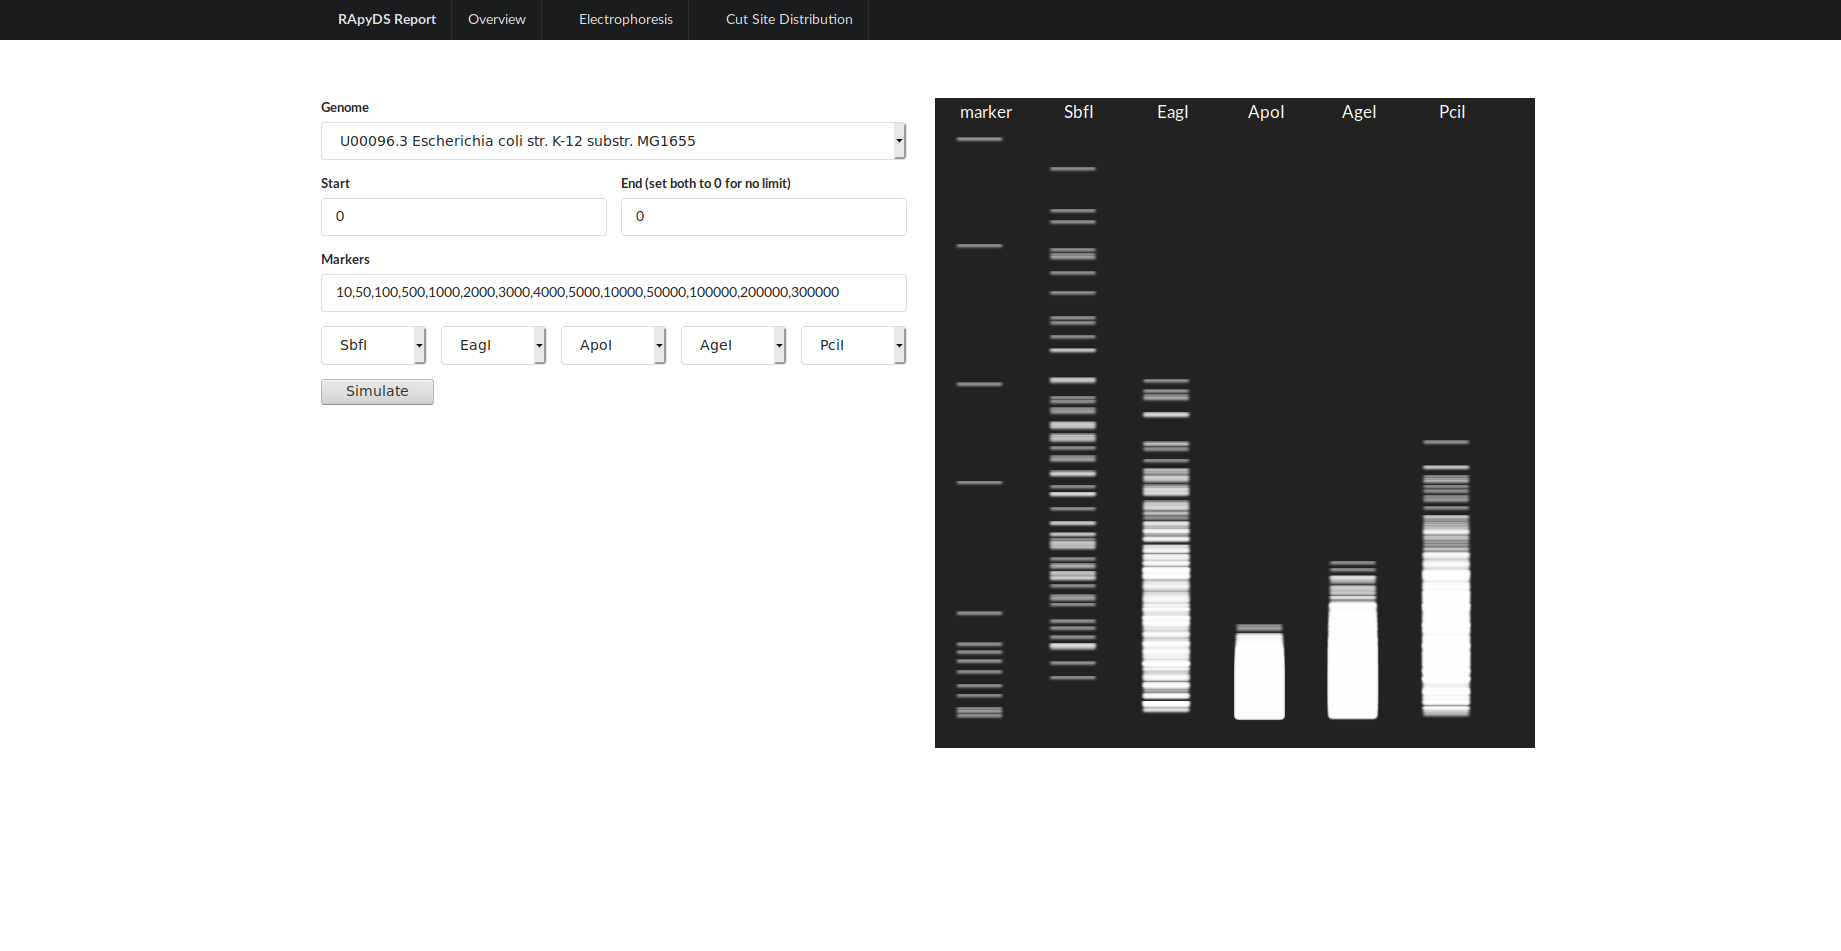 RApyDS Report Overview Electrophoresis Cut Site Distribution
Genome
U00096.3 Escherichia coli str. K-12 substr. MG1655
Start End (set both to 0 for no limit)
0 0
Markers
10,50,100,500,1000,2000,3000,4000,5000,10000,50000,100000,200000,300000
SbfI EagI ApoI AgeI PciI
Simulate
marker SbfI EagI ApoI AgeI PciI